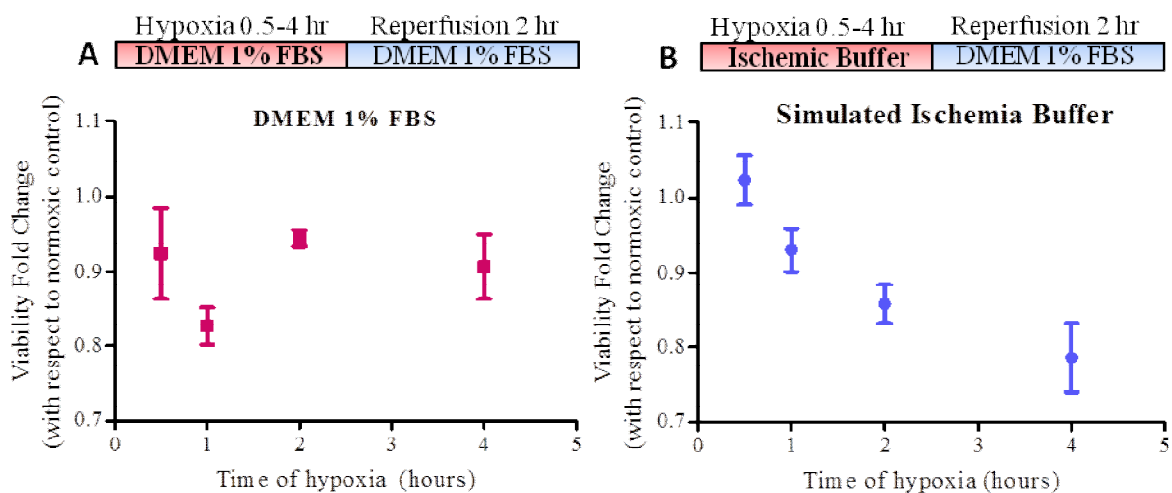 A
Hypoxia 0.5-4 hr Reperfusion 2 hr
DMEM 1% FBS DMEM 1% FBS
DMEM 1% FBS
Viability Fold Change
(with respect to normoxic control)
1.1
1.0
0.9
0.8
0.7
0 1 2 3 4 5
Time of hypoxia (hours)
B
Hypoxia 0.5-4 hr Reperfusion 2 hr
Ischemic Buffer DMEM 1% FBS
Simulated Ischemia Buffer
Viability Fold Change
(with respect to normoxic control)
1.1
1.0
0.9
0.8
0.7
0 1 2 3 4 5
Time of hypoxia (hours)